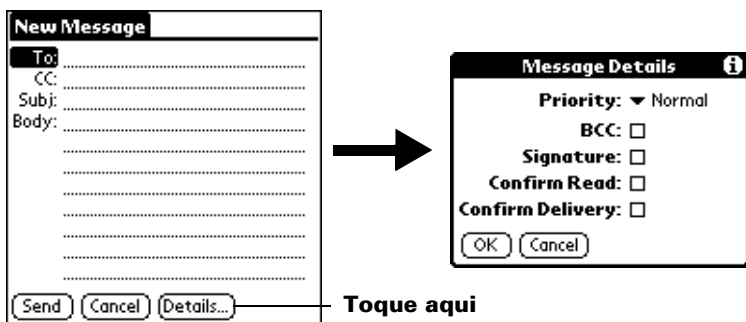 New Message
To:
CC:
Subj:
Body:
Send Cancel Details...
Toque aqui
Message Details
Priority: Normal
BCC:
Signature:
Confirm Read:
Confirm Delivery:
OK Cancel